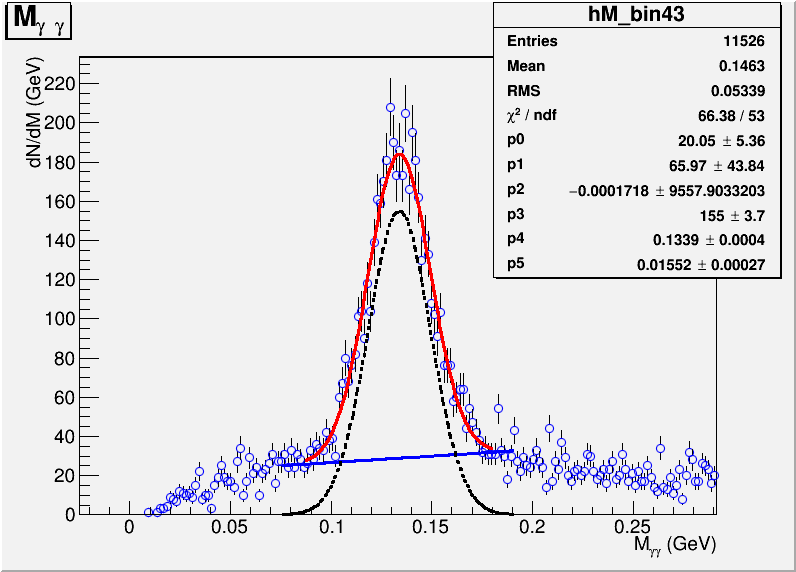 Mγ γ
hM_bin43
Entries 11526
Mean 0.1463
RMS 0.05339
χ² / ndf 66.38 / 53
p0 20.05 ± 5.36
p1 65.97 ± 43.84
p2 −0.0001718 ± 9557.9033203
p3 155 ± 3.7
p4 0.1339 ± 0.0004
p5 0.01552 ± 0.00027
dN/dM (GeV)
220
200
180
160
140
120
100
80
60
40
20
0
0 0.05 0.1 0.15 0.2 0.25
Mγγ (GeV)